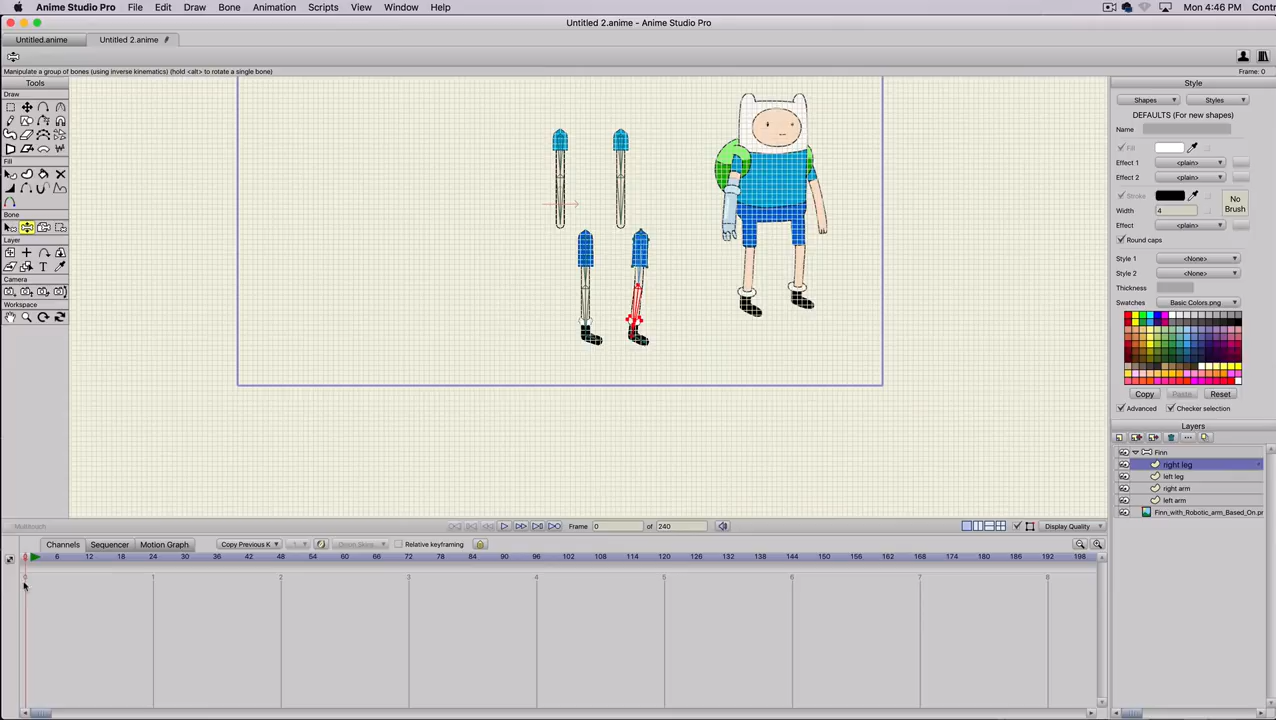 Anime Studio Pro File Edit Draw Bone Animation Scripts View Window Help Mon 4:46 PM Contr
Untitled 2.anime - Anime Studio Pro
Untitled.anime Untitled 2.anime
Manipulate a group of bones (using inverse kinematics) (hold <alt> to rotate a single bone) Frame: 0
Tools Style
Draw
Shapes Styles
DEFAULTS (For new shapes)
Name
Fill
Fill
Effect 1 <plain>
Effect 2 <plain>
Stroke
No
Brush
Width 4
Bone
Effect <plain>
Layer
Round caps
Style 1 <None>
Style 2 <None>
Camera
Thickness
Workspace
Swatches Basic Colors.png
Copy Paste Reset
Advanced Checker selection
Layers
Finn
right leg
left leg
right arm
left arm
Finn_with_Robotic_arm_Based_On.pr
Multitouch Frame 0 of 240 Display Quality
Channels Sequencer Motion Graph Copy Previous K 1 Onion Skins Relative keyframing
0 6 12 18 24 30 36 42 48 54 60 66 72 78 84 90 96 102 108 114 120 126 132 138 144 150 156 162 168 174 180 186 192 198
0 1 2 3 4 5 6 7 8